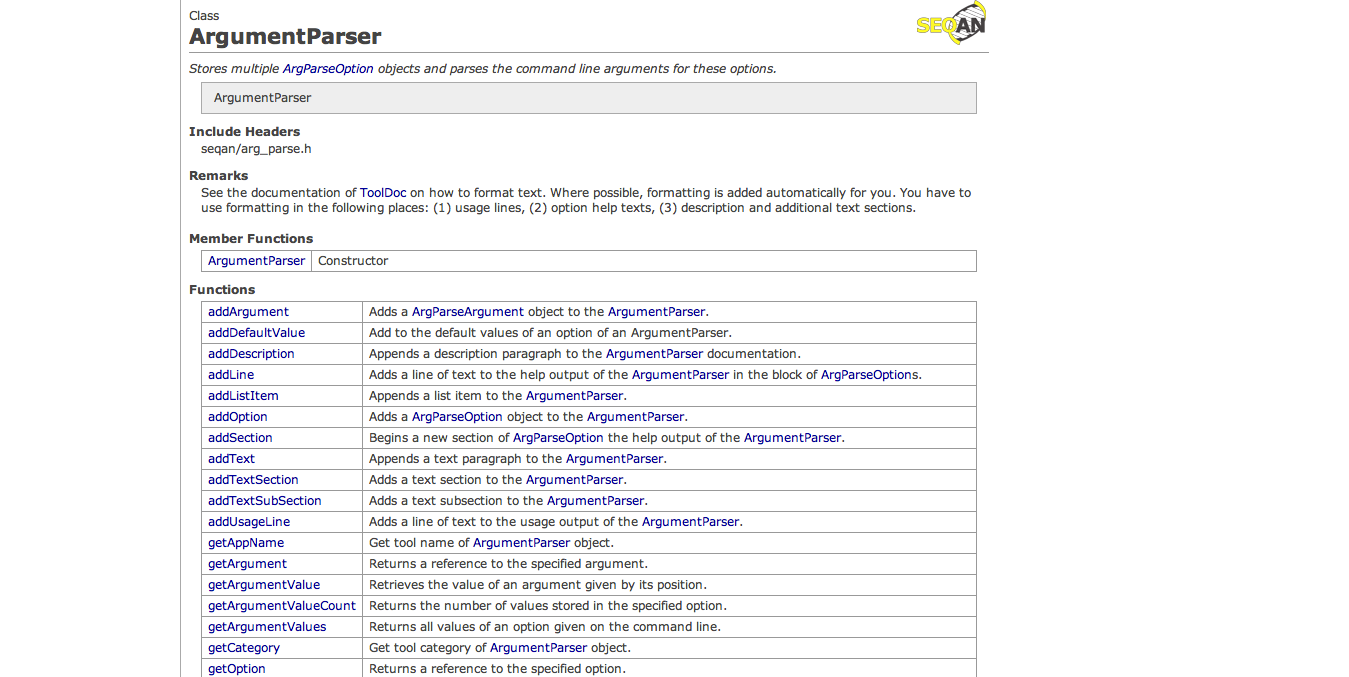 Class
SEQAN
ArgumentParser
Stores multiple ArgParseOption objects and parses the command line arguments for these options.
ArgumentParser
Include Headers
seqan/arg_parse.h
Remarks
See the documentation of ToolDoc on how to format text. Where possible, formatting is added automatically for you. You have to
use formatting in the following places: (1) usage lines, (2) option help texts, (3) description and additional text sections.
Member Functions
ArgumentParser Constructor
Functions
addArgument Adds a ArgParseArgument object to the ArgumentParser.
addDefaultValue Add to the default values of an option of an ArgumentParser.
addDescription Appends a description paragraph to the ArgumentParser documentation.
addLine Adds a line of text to the help output of the ArgumentParser in the block of ArgParseOptions.
addListItem Appends a list item to the ArgumentParser.
addOption Adds a ArgParseOption object to the ArgumentParser.
addSection Begins a new section of ArgParseOption the help output of the ArgumentParser.
addText Appends a text paragraph to the ArgumentParser.
addTextSection Adds a text section to the ArgumentParser.
addTextSubSection Adds a text subsection to the ArgumentParser.
addUsageLine Adds a line of text to the usage output of the ArgumentParser.
getAppName Get tool name of ArgumentParser object.
getArgument Returns a reference to the specified argument.
getArgumentValue Retrieves the value of an argument given by its position.
getArgumentValueCount Returns the number of values stored in the specified option.
getArgumentValues Returns all values of an option given on the command line.
getCategory Get tool category of ArgumentParser object.
getOption Returns a reference to the specified option.